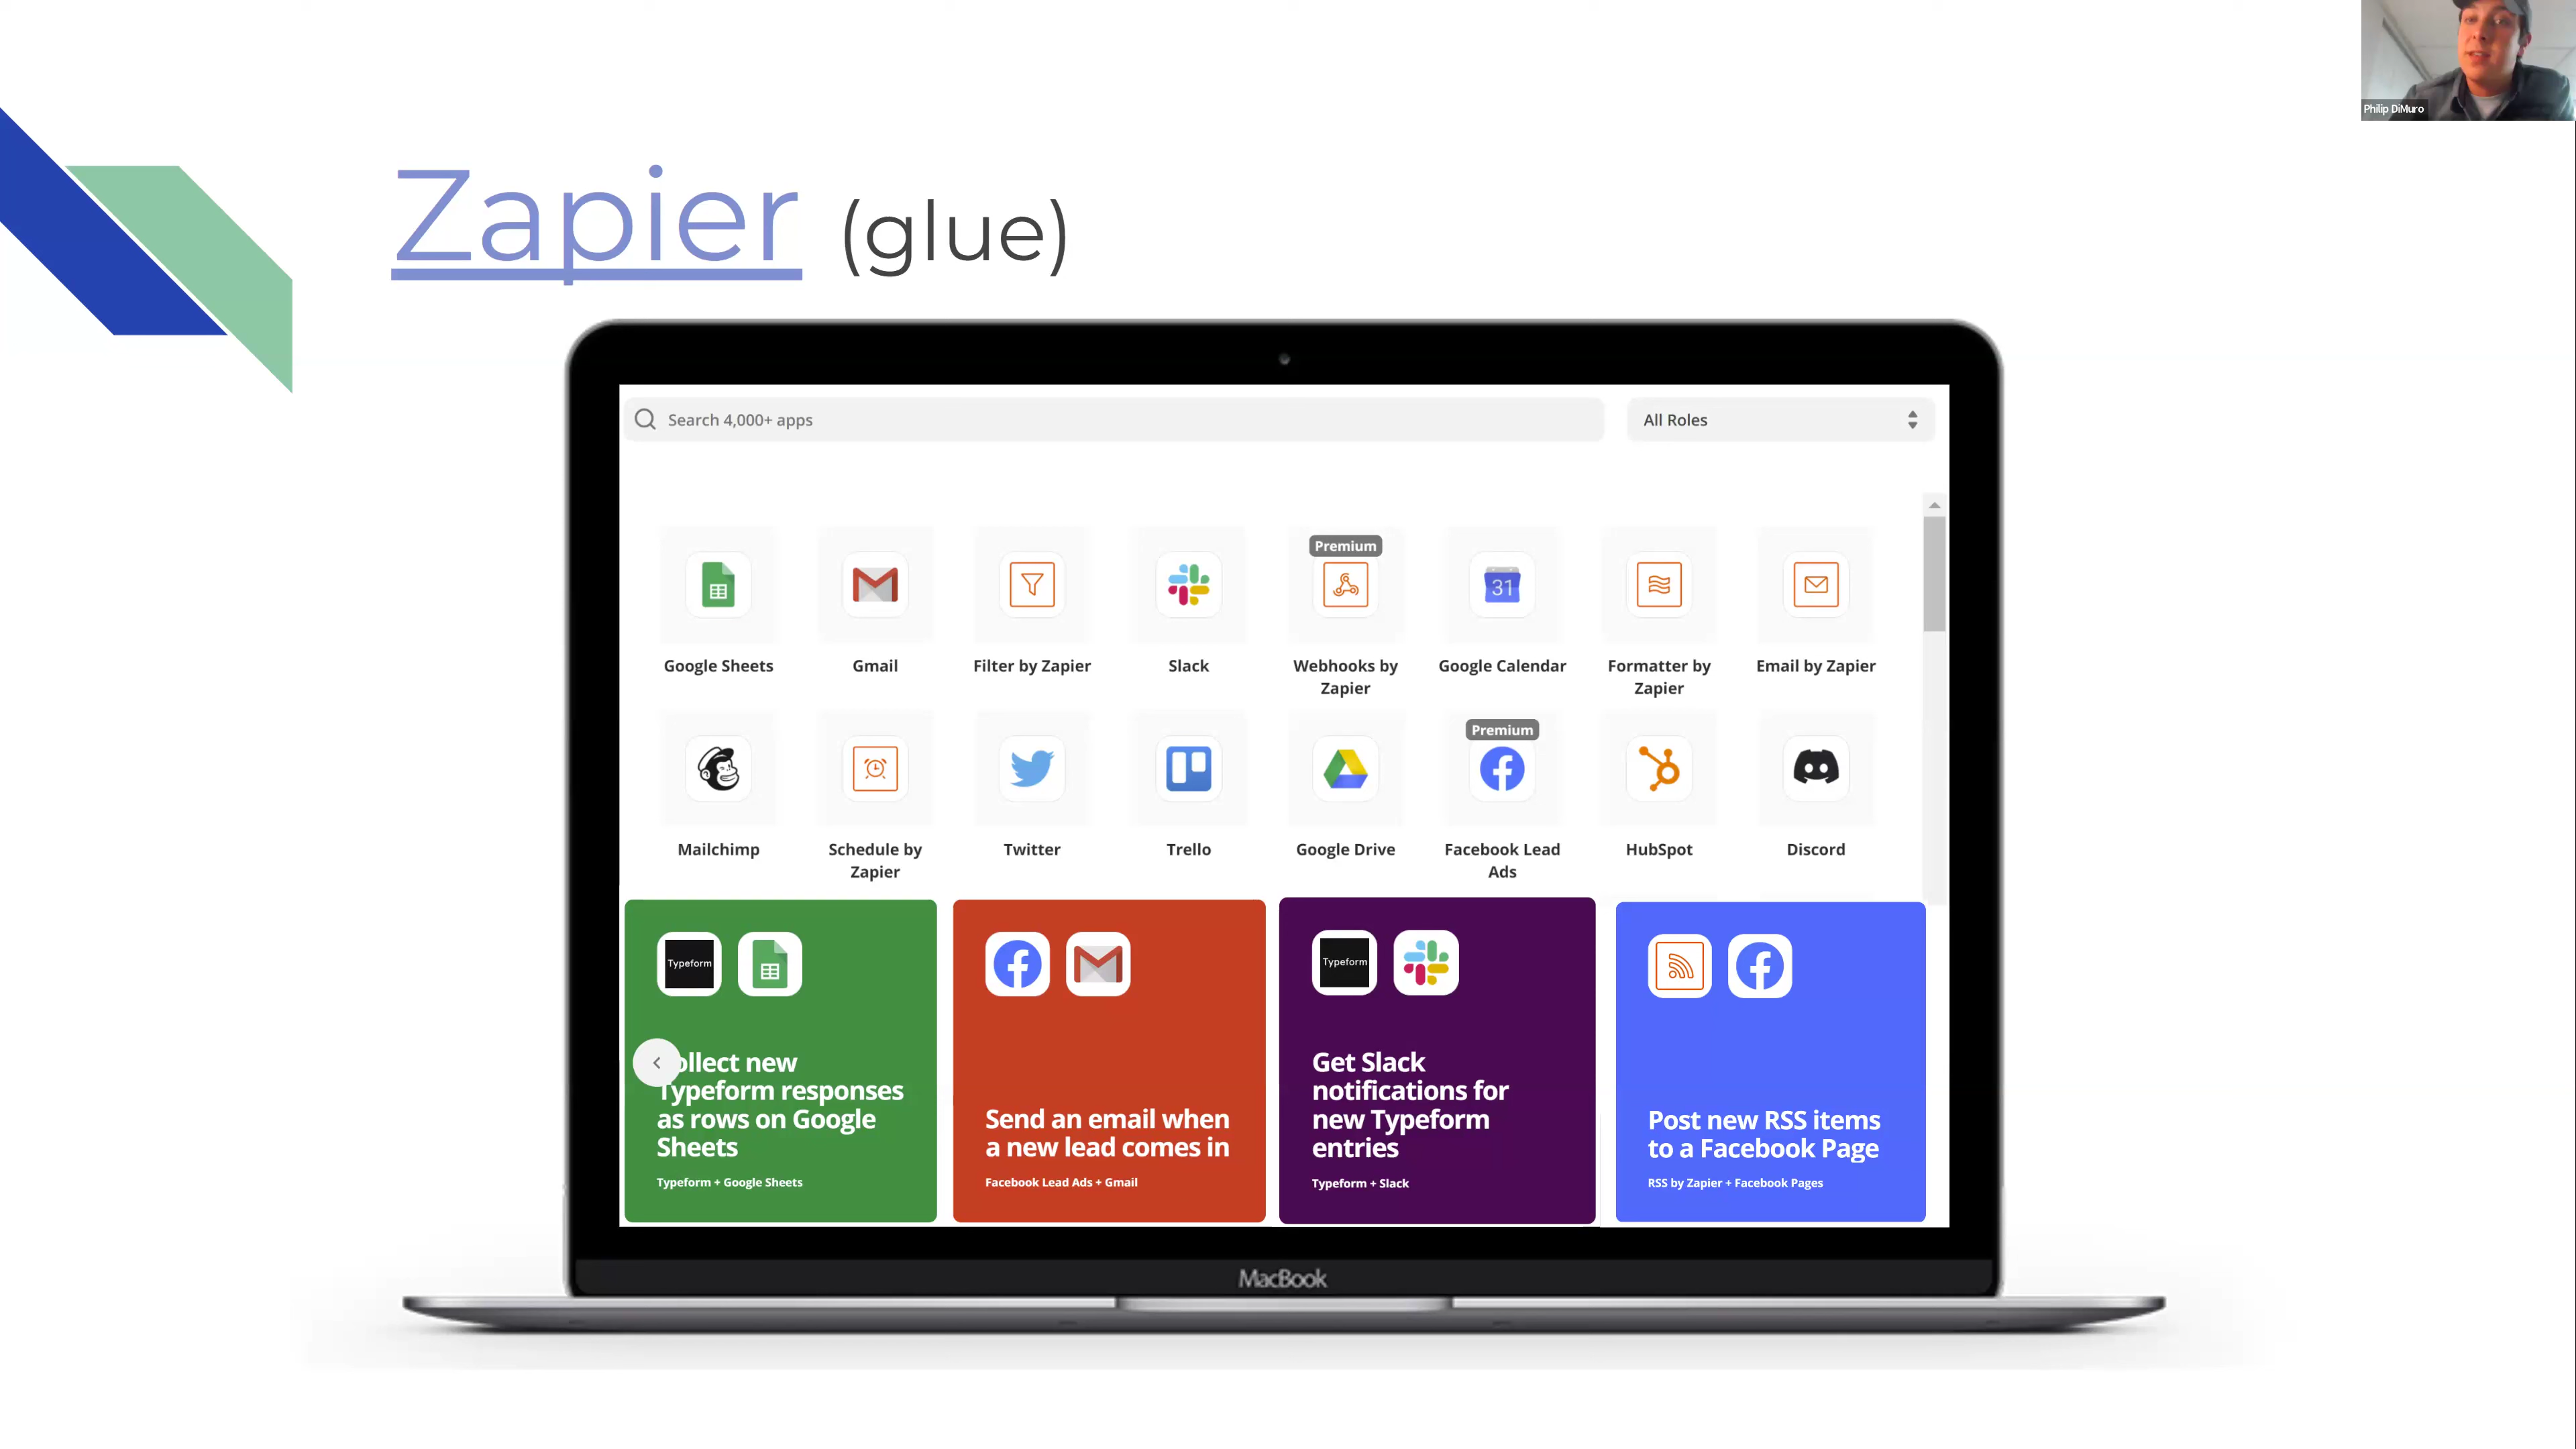 Philip DiMuro
Zapier (glue)
Search 4,000+ apps
All Roles
Premium
31
Google Sheets
Gmail
Filter by Zapier
Slack
Webhooks by
Zapier
Google Calendar
Formatter by
Zapier
Email by Zapier
Premium
Mailchimp
Schedule by
Zapier
Twitter
Trello
Google Drive
Facebook Lead
Ads
HubSpot
Discord
Typeform
ollect new
Typeform responses
as rows on Google
Sheets
Typeform + Google Sheets
Send an email when
a new lead comes in
Facebook Lead Ads + Gmail
Typeform
Get Slack
notifications for
new Typeform
entries
Typeform + Slack
Post new RSS items
to a Facebook Page
RSS by Zapier + Facebook Pages
MacBook